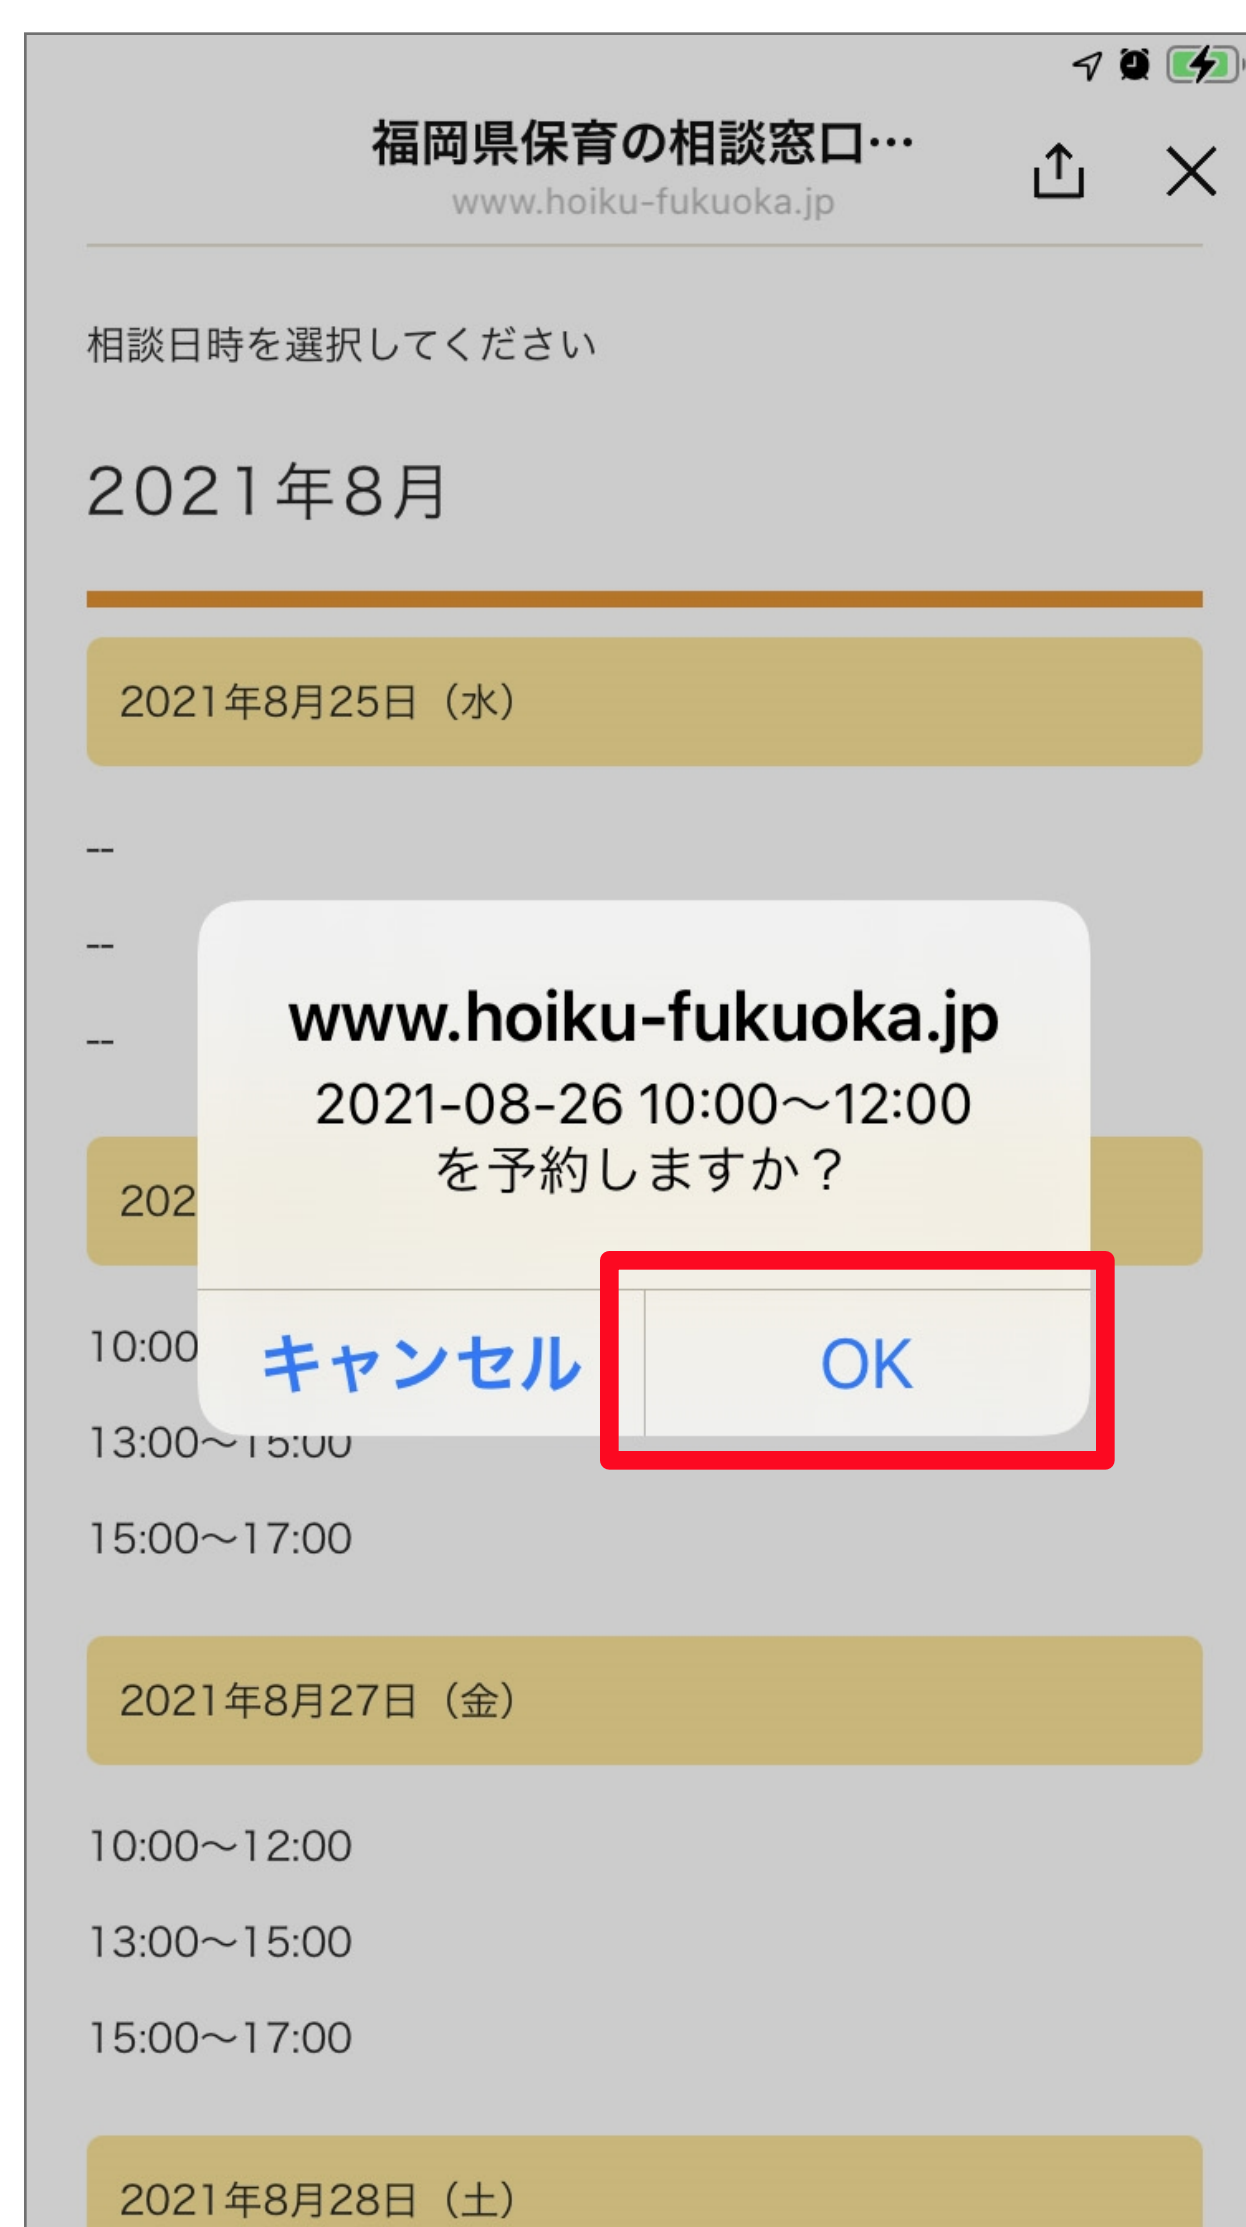 福岡県保育の相談窓口…
www.hoiku-fukuoka.jp
相談日時を選択してください
2021年8月
2021年8月25日（水）
--
--
--
www.hoiku-fukuoka.jp
2021-08-26 10:00〜12:00
を予約しますか？
キャンセル
OK
202
10:00
13:00〜15:00
15:00〜17:00
2021年8月27日（金）
10:00〜12:00
13:00〜15:00
15:00〜17:00
2021年8月28日（土）